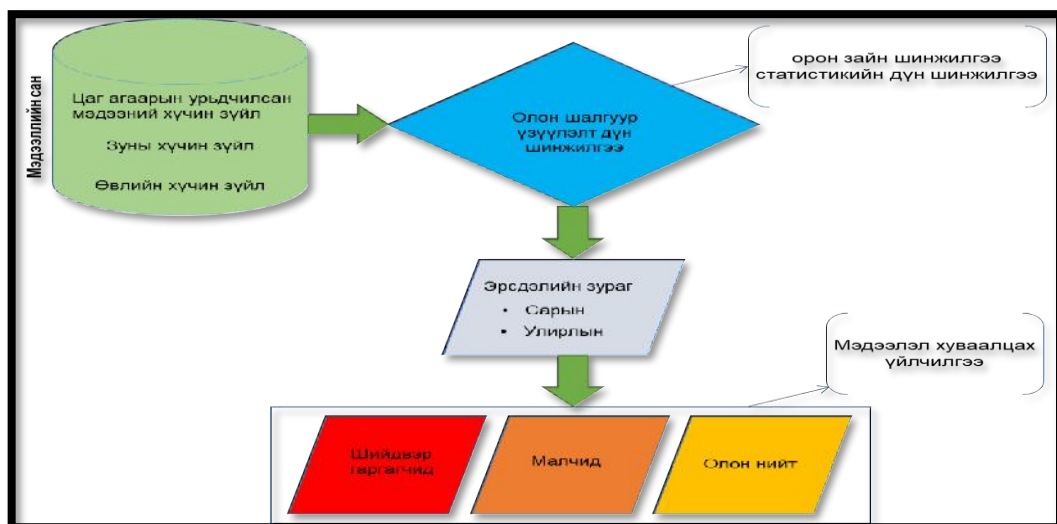 Мэдээллийн сан
Цаг агаарын урьдчилсан
мэдээний хүчин зүйл
Зуны хүчин зүйл
Өвлийн хүчин зүйл
Олон шалгуур
үзүүлэлт дүн
шинжилгээ
орон зайн шинжилгээ
статистикийн дүн шинжилгээ
Эрсдэлийн зураг
• Сарын
• Улирлын
Мэдээлэл хуваалцах
үйлчилгээ
Шийдвэр
гаргагчид
Малчид
Олон нийт